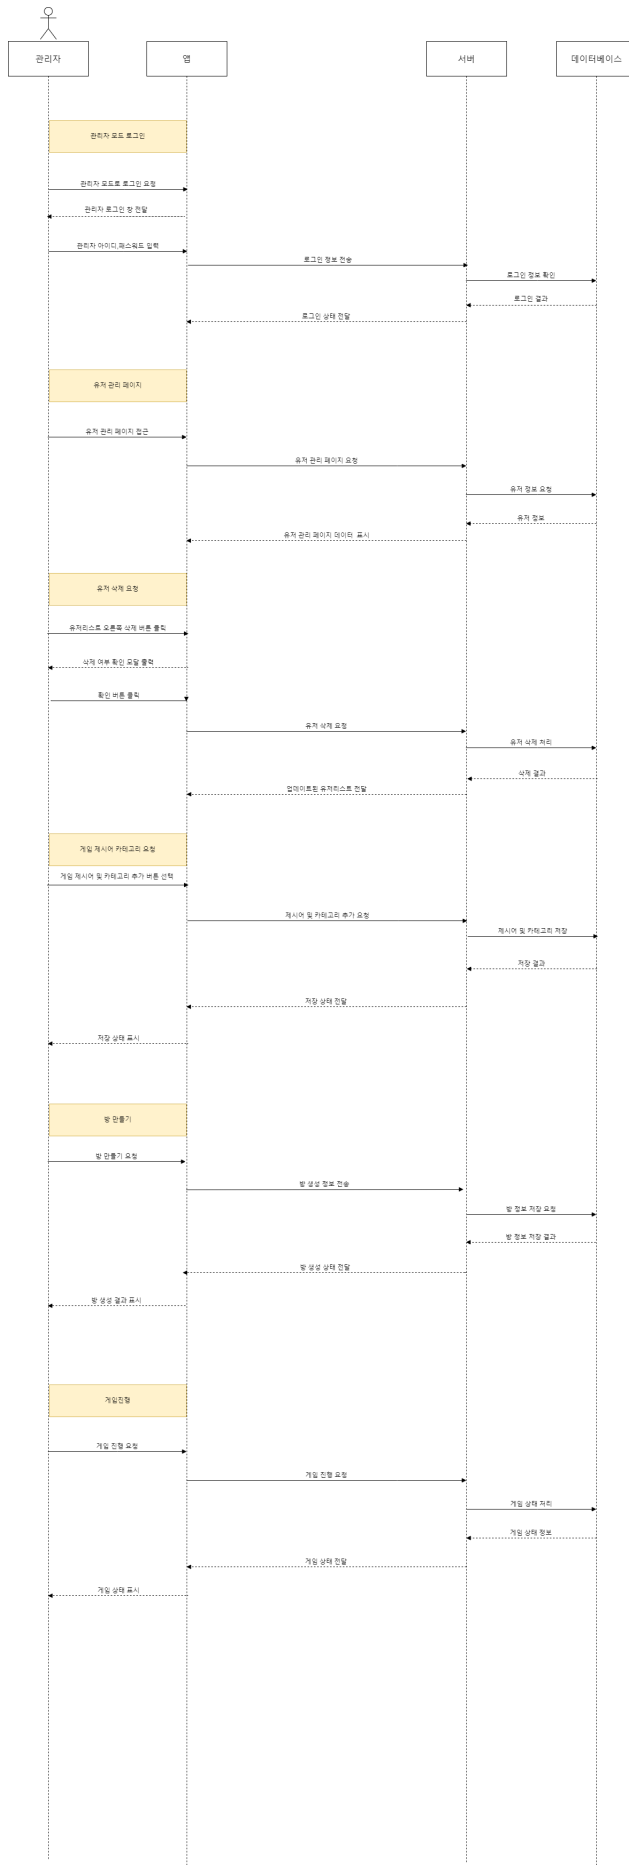 관리자
앱
서버
데이터베이스
관리자 모드 로그인
관리자 모드로 로그인 요청
관리자 로그인 창 전달
관리자 아이디,패스워드 입력
로그인 정보 전송
로그인 정보 확인
로그인 결과
로그인 상태 전달
유저 관리 페이지
유저 관리 페이지 접근
유저 관리 페이지 요청
유저 정보 요청
유저 정보
유저 관리 페이지 데이터 표시
유저 삭제 요청
유저리스트 오른쪽 삭제 버튼 클릭
삭제 여부 확인 모달 출력
확인 버튼 클릭
유저 삭제 요청
유저 삭제 처리
삭제 결과
업데이트된 유저리스트 전달
게임 제시어 카테고리 요청
게임 제시어 및 카테고리 추가 버튼 선택
제시어 및 카테고리 추가 요청
제시어 및 카테고리 저장
저장 결과
저장 상태 전달
저장 상태 표시
방 만들기
방 만들기 요청
방 생성 정보 전송
방 정보 저장 요청
방 정보 저장 결과
방 생성 상태 전달
방 생성 결과 표시
게임진행
게임 진행 요청
게임 진행 요청
게임 상태 처리
게임 상태 정보
게임 상태 전달
게임 상태 표시